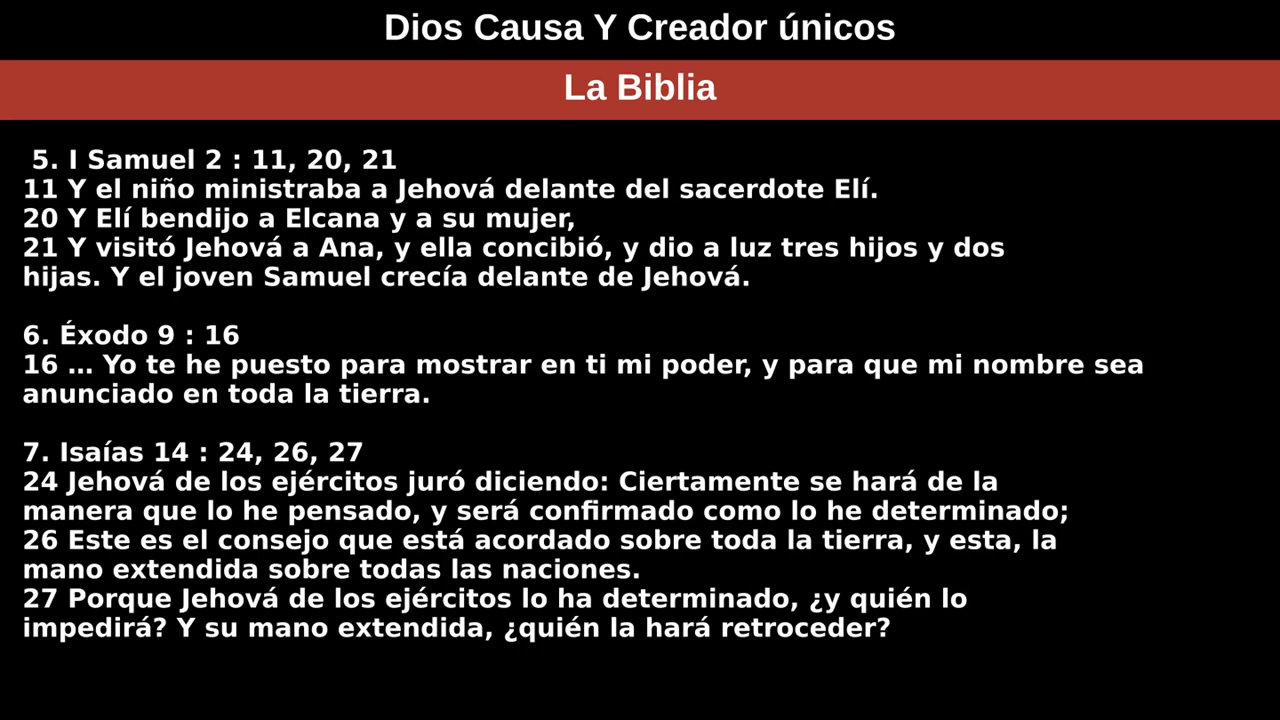 Dios Causa Y Creador únicos
La Biblia
5. I Samuel 2 : 11, 20, 21
11 Y el niño ministraba a Jehová delante del sacerdote Elí.
20 Y Elí bendijo a Elcana y a su mujer,
21 Y visitó Jehová a Ana, y ella concibió, y dio a luz tres hijos y dos
hijas. Y el joven Samuel crecía delante de Jehová.
6. Éxodo 9 : 16
16 … Yo te he puesto para mostrar en ti mi poder, y para que mi nombre sea
anunciado en toda la tierra.
7. Isaías 14 : 24, 26, 27
24 Jehová de los ejércitos juró diciendo: Ciertamente se hará de la
manera que lo he pensado, y será confirmado como lo he determinado;
26 Este es el consejo que está acordado sobre toda la tierra, y esta, la
mano extendida sobre todas las naciones.
27 Porque Jehová de los ejércitos lo ha determinado, ¿y quién lo
impedirá? Y su mano extendida, ¿quién la hará retroceder?